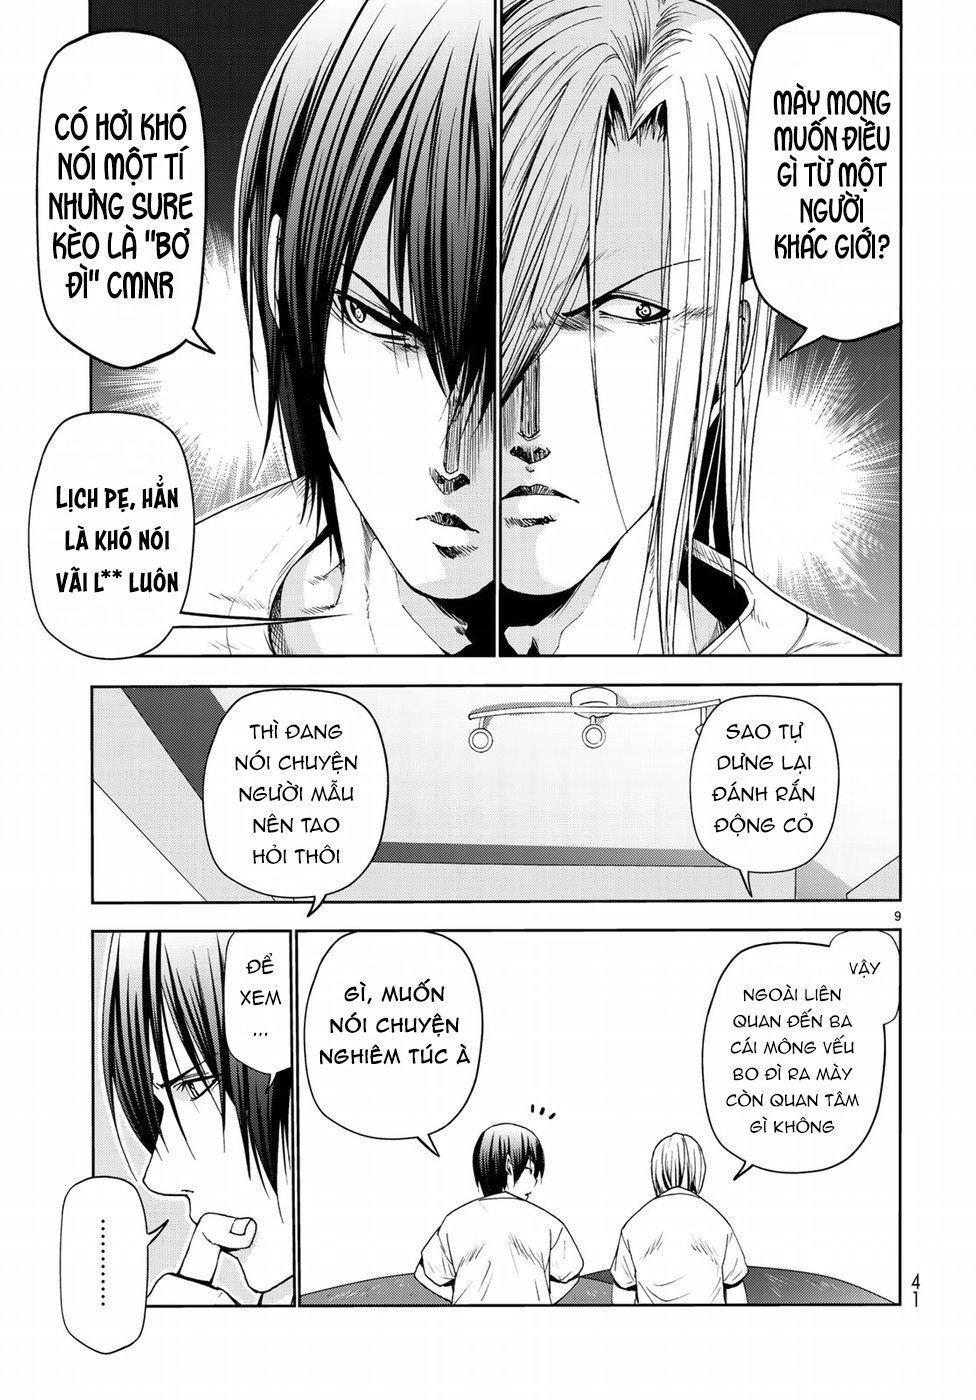 MÀY MONG
MUỐN ĐIỀU
GÌ TỪ MỘT
NGƯỜI
KHÁC GIỚI?
CÓ HƠI KHÓ
NÓI MỘT TÍ
NHƯNG SURE
KÈO LÀ "BƠ
ĐÌ" CMNR
LỊCH PẸ, HẲN
LÀ KHÓ NÓI
VÃI L** LUÔN
SAO TỰ
DƯNG LẠI
ĐÁNH RẮN
ĐỘNG CỎ
THÌ ĐANG
NÓI CHUYỆN
NGƯỜI MẪU
NÊN TAO
HỎI THÔI
9
VẬY
NGOÀI LIÊN
QUAN ĐẾN BA
CÁI MÔNG VẾU
BO ĐÌ RA MÀY
CÒN QUAN TÂM
GÌ KHÔNG
GÌ, MUỐN
NÓI CHUYỆN
NGHIÊM TÚC À
ĐỂ
XEM
...
.........
41